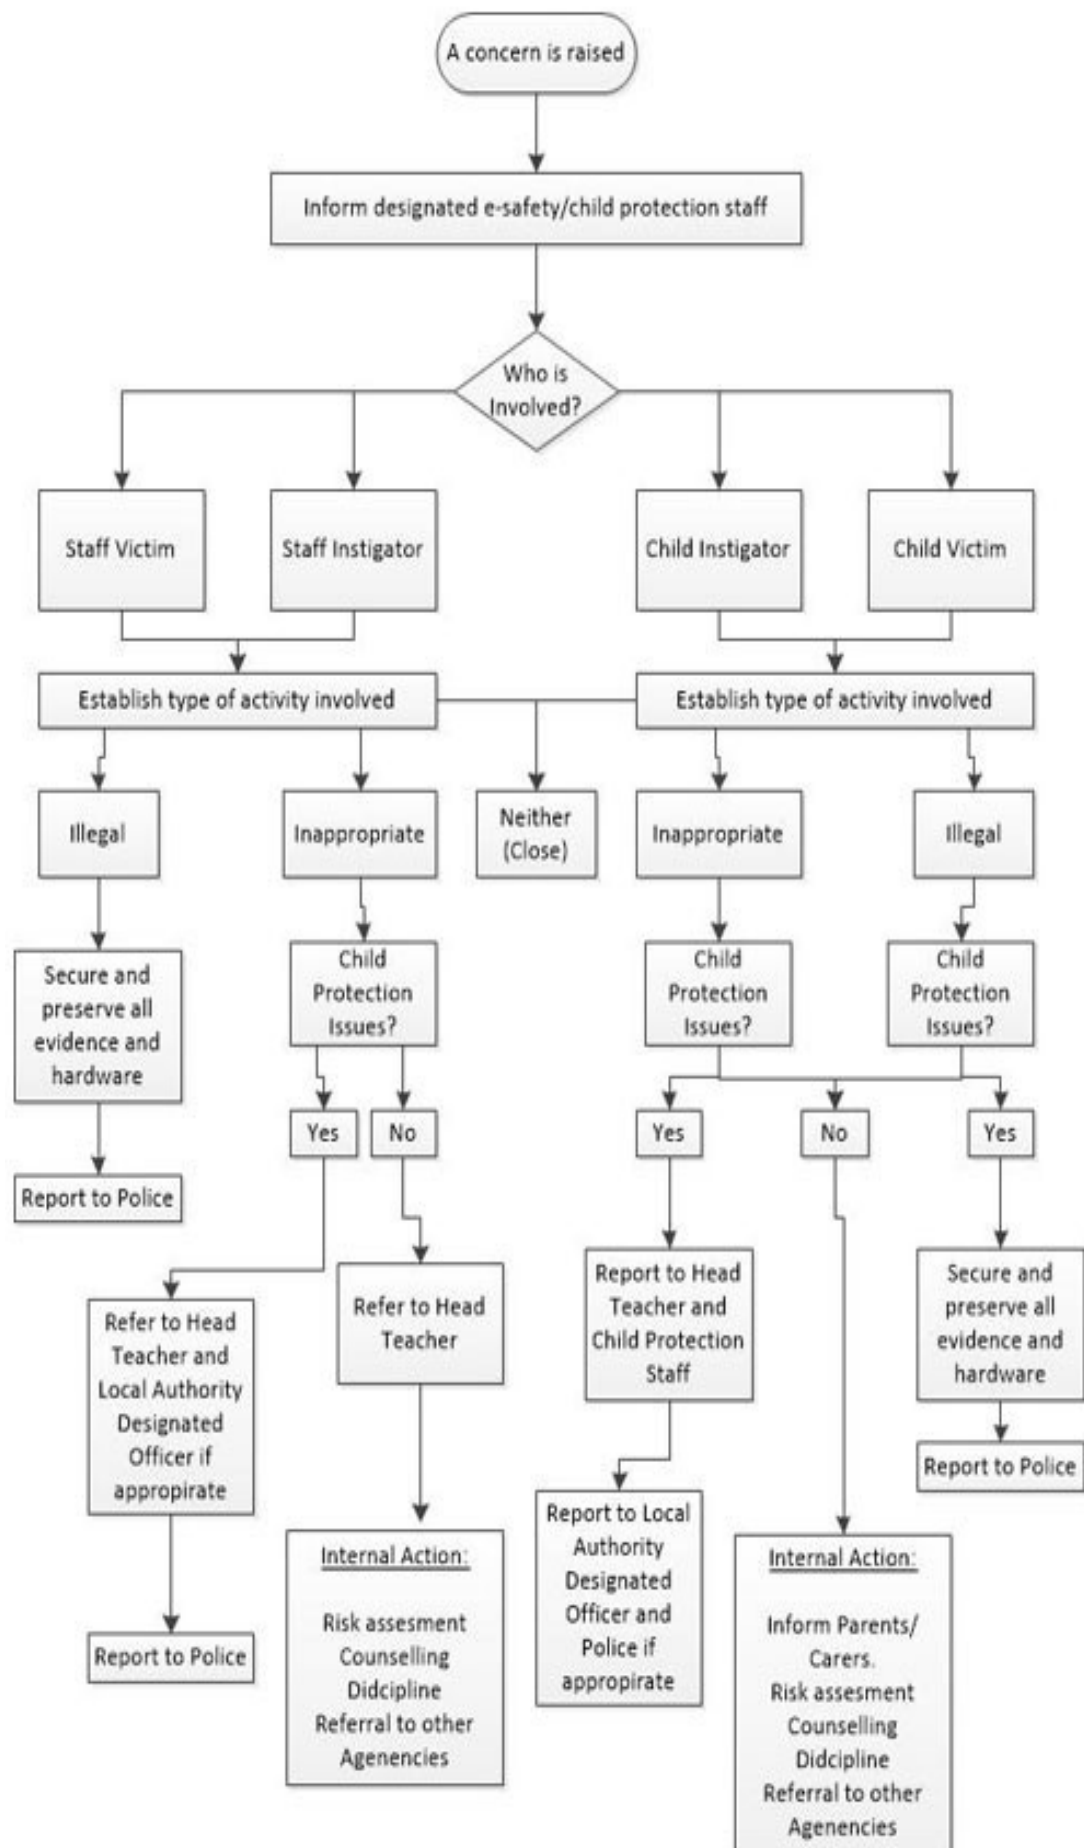 A concern is raised
Inform designated e-safety/child protection staff
Who is
Involved?
Staff Victim
Staff Instigator
Child Instigator
Child Victim
Establish type of activity involved
Establish type of activity involved
Illegal
Inappropriate
Neither
(Close)
Inappropriate
Illegal
Secure and
preserve all
evidence and
hardware
Child
Protection
Issues?
Child
Protection
Issues?
Child
Protection
Issues?
Yes
No
Yes
No
Yes
Report to Police
Refer to Head
Teacher and
Local Authority
Designated
Officer if
appropirate
Refer to Head
Teacher
Report to Head
Teacher and
Child Protection
Staff
Secure and
preserve all
evidence and
hardware
Report to Police
Report to Police
Internal Action:
Risk assesment
Counselling
Didcipline
Referral to other
Agenencies
Report to Local
Authority
Designated
Officer and
Police if
appropirate
Internal Action:
Inform Parents/
Carers.
Risk assesment
Counselling
Didcipline
Referral to other
Agenencies